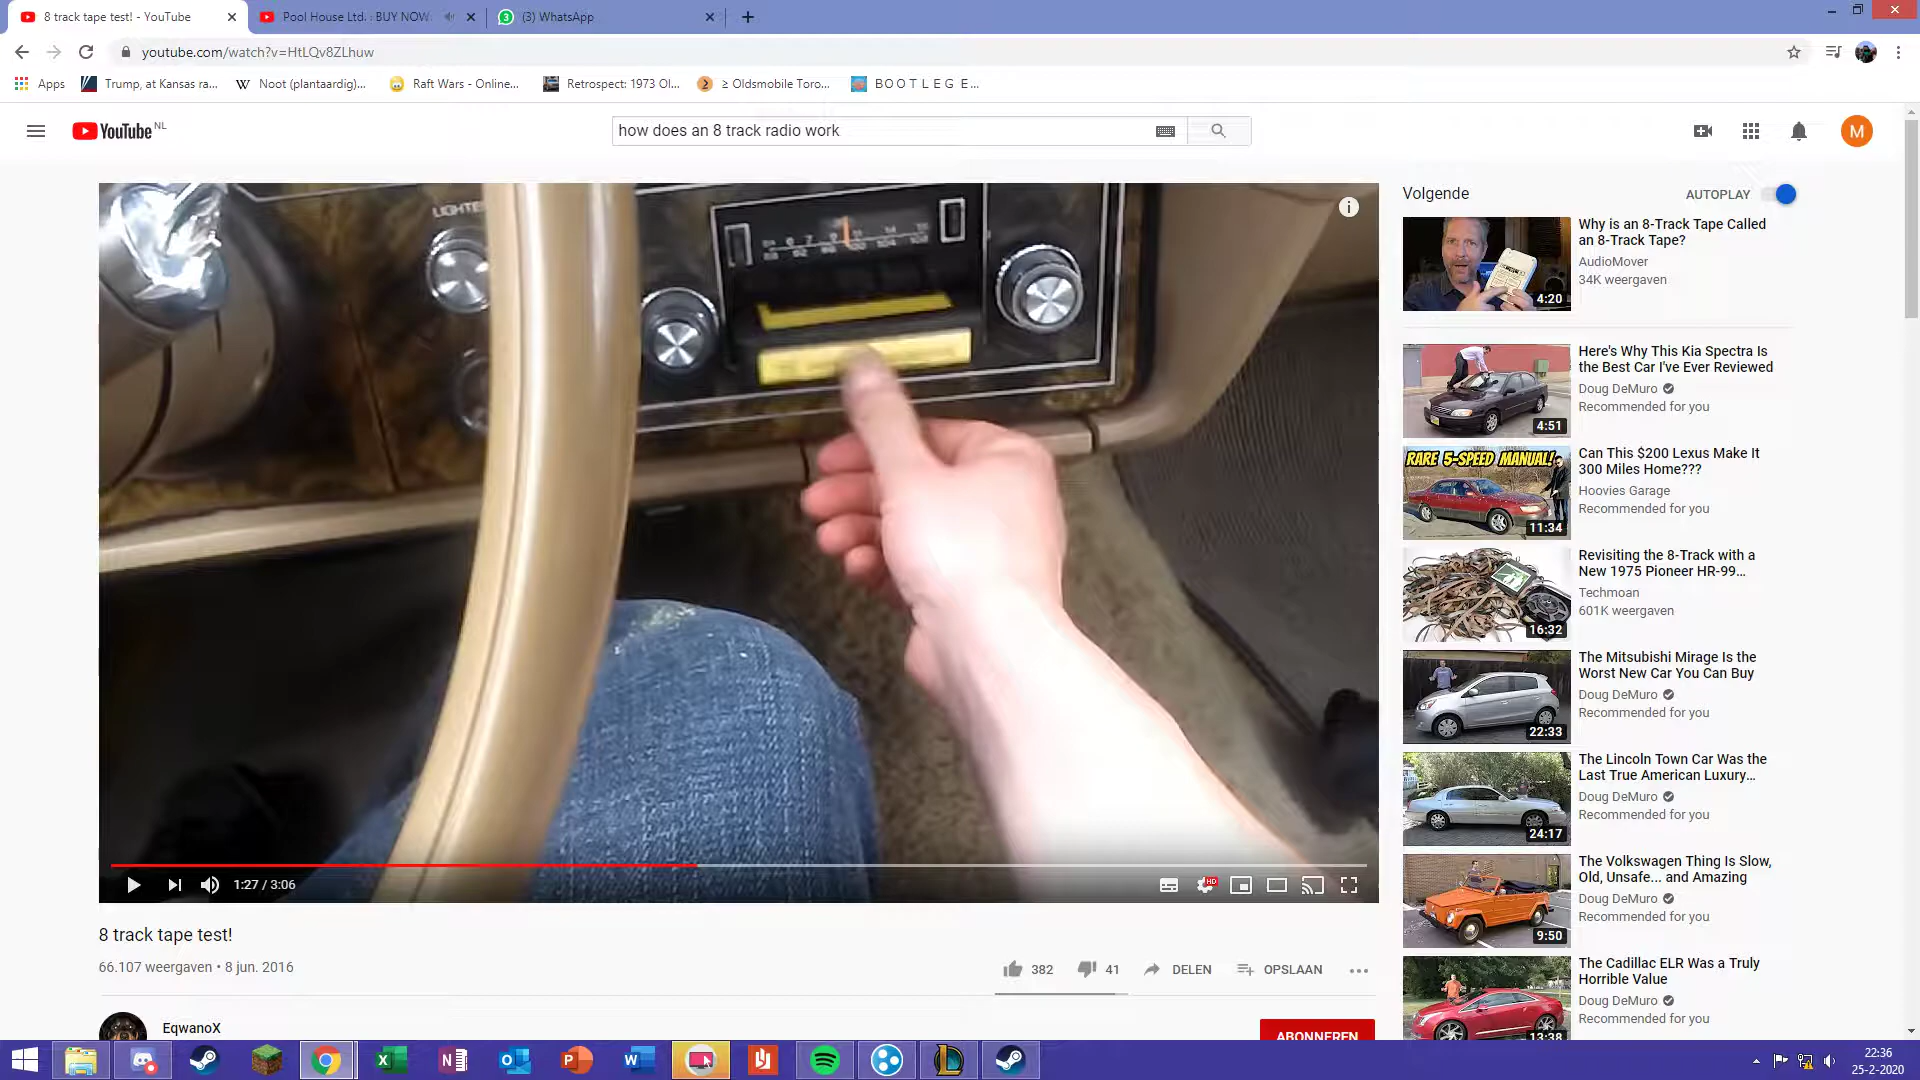 8 track tape test! - YouTube
Pool House Ltd. : BUY NOW
(3) WhatsApp
youtube.com/watch?v=HtLQv8ZLhuw
Apps
Trump, at Kansas ra...
Noot (plantaardig)...
Raft Wars - Online...
Retrospect: 1973 Ol...
≥ Oldsmobile Toro...
B O O T L E G E...
YouTube NL
how does an 8 track radio work
M
LIGHTE
Volgende
AUTOPLAY
Why is an 8-Track Tape Called
an 8-Track Tape?
AudioMover
34K weergaven
4:20
Here's Why This Kia Spectra Is
the Best Car I've Ever Reviewed
Doug DeMuro
Recommended for you
4:51
RARE 5-SPEED MANUAL!
Can This $200 Lexus Make It
300 Miles Home???
Hoovies Garage
Recommended for you
11:34
Revisiting the 8-Track with a
New 1975 Pioneer HR-99...
Techmoan
601K weergaven
16:32
The Mitsubishi Mirage Is the
Worst New Car You Can Buy
Doug DeMuro
Recommended for you
22:33
The Lincoln Town Car Was the
Last True American Luxury...
Doug DeMuro
Recommended for you
24:17
The Volkswagen Thing Is Slow,
Old, Unsafe... and Amazing
Doug DeMuro
Recommended for you
9:50
The Cadillac ELR Was a Truly
Horrible Value
Doug DeMuro
Recommended for you
13:38
1:27 / 3:06
HD
8 track tape test!
66.107 weergaven • 8 jun. 2016
382
41
DELEN
OPSLAAN
EqwanoX
ABONNEREN
22:36
25-2-2020